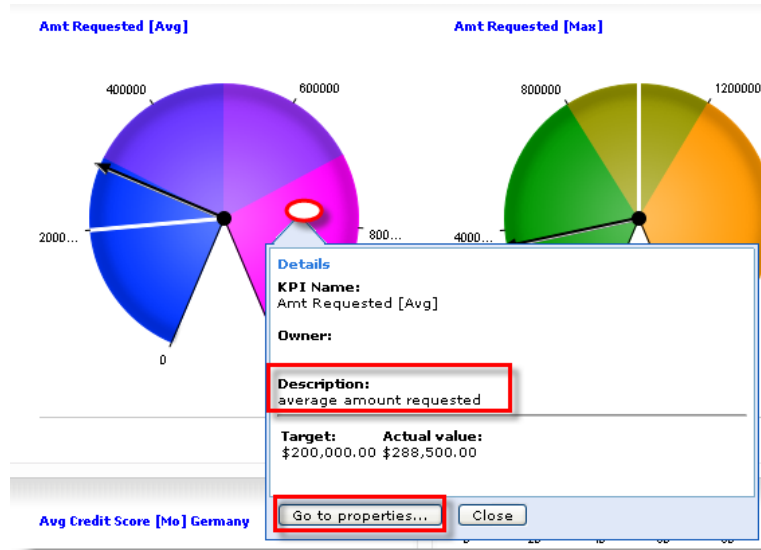 Amt Requested [Avg]
Amt Requested [Max]
400000
600000
800000
1200000
2000...
800...
4000...
0
Details
KPI Name:
Amt Requested [Avg]
Owner:
Description:
average amount requested
Target: Actual value:
$200,000.00 $288,500.00
Go to properties... Close
Avg Credit Score [Mo] Germany